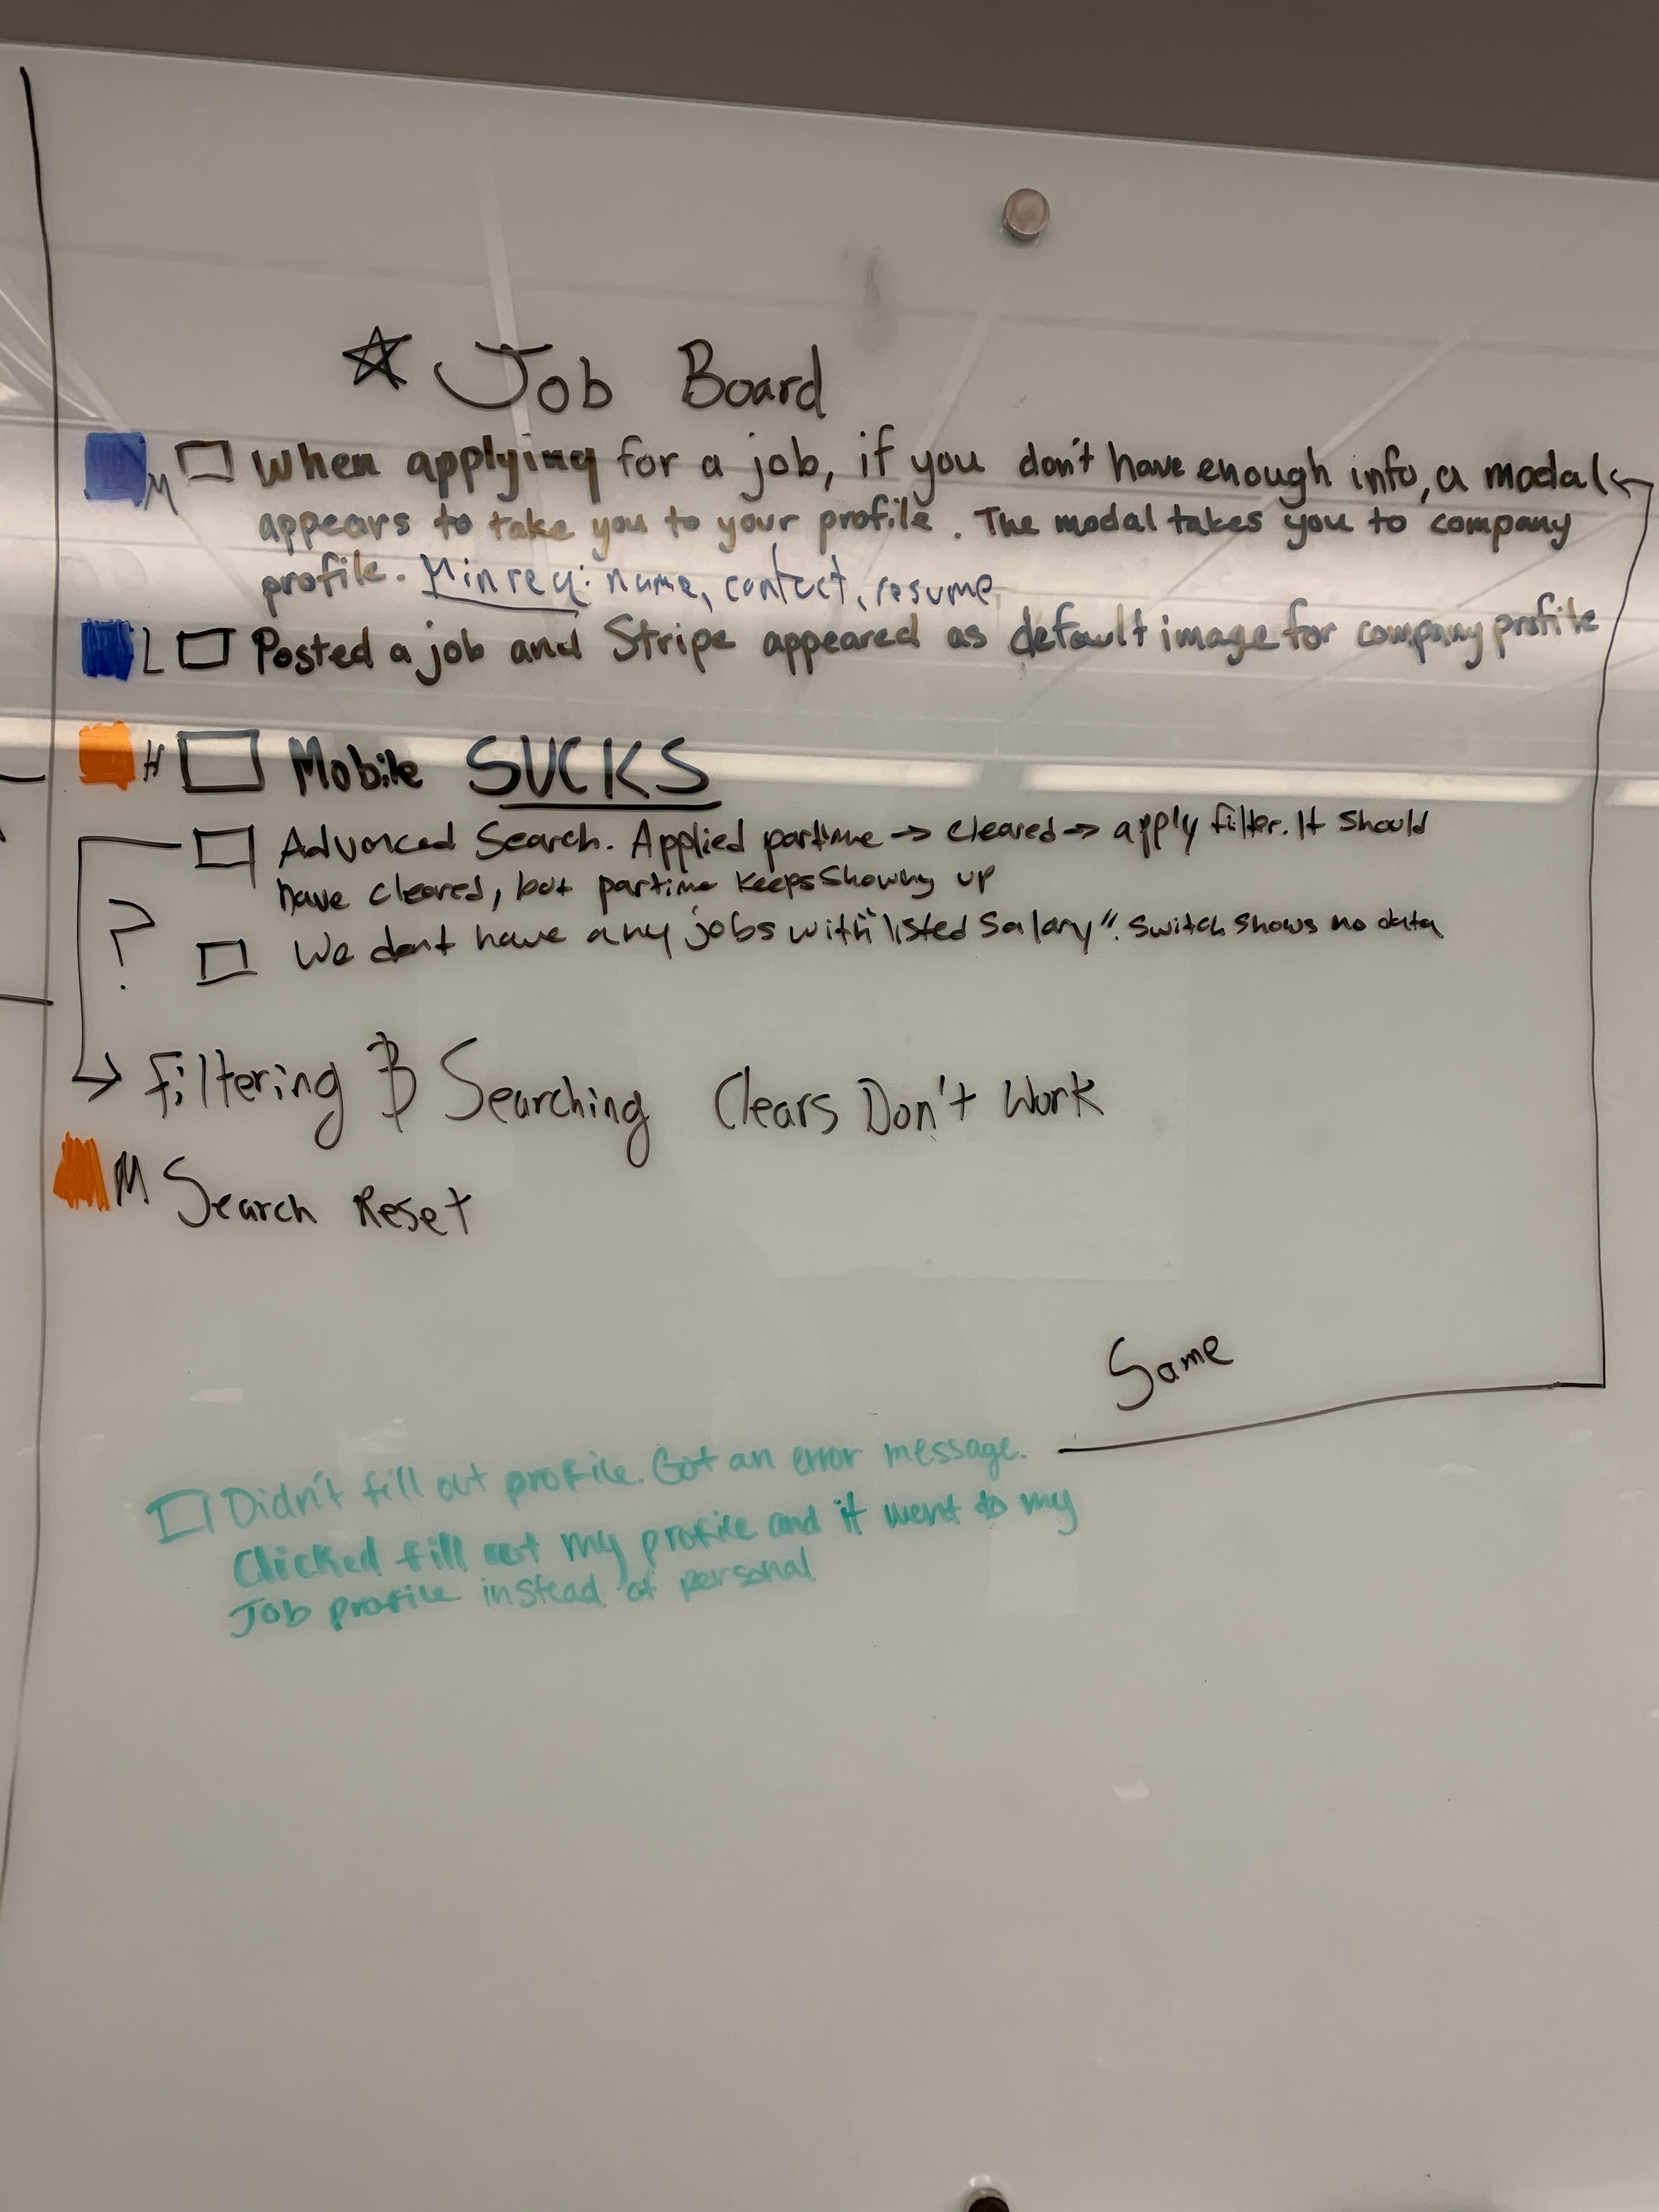 ☆ Job Board
M □ When applying for a job, if you don't have enough info, a modal
appears to take you to your profile. The modal takes you to company
profile. Min req: name, contact, resume
L □ Posted a job and Stripe appeared as default image for company profile
H □ Mobile SUCKS
□ Advanced Search. Applied partime → cleared → apply filter. It should
have cleared, but partime keeps showing up
?
□ We dont have any jobs with "listed salary". Switch shows no data
→ Filtering & Searching Clears Don't Work
M Search Reset
Same
□ Didn't fill out profile. Got an error message.
Clicked fill out my profile and it went to my
Job profile instead of personal